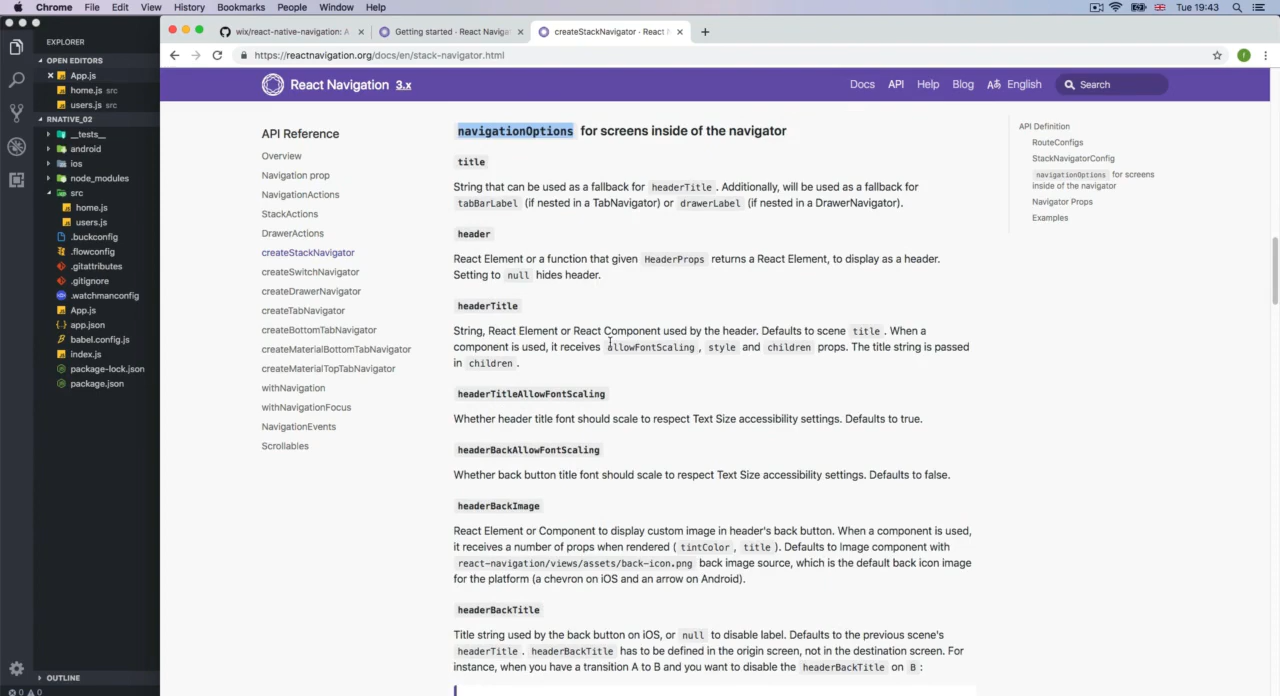 Chrome File Edit View History Bookmarks People Window Help Tue 19:43
EXPLORER
OPEN EDITORS
App.js
home.js src
users.js src
RNATIVE_02
__tests__
android
ios
node_modules
src
home.js
users.js
.buckconfig
.flowconfig
.gitattributes
.gitignore
.watchmanconfig
App.js
app.json
babel.config.js
index.js
package-lock.json
package.json
OUTLINE
0 0
wix/react-native-navigation: A
Getting started · React Navigat
createStackNavigator · React N
https://reactnavigation.org/docs/en/stack-navigator.html
React Navigation 3.x
Docs API Help Blog English Search
API Reference
Overview
Navigation prop
NavigationActions
StackActions
DrawerActions
createStackNavigator
createSwitchNavigator
createDrawerNavigator
createTabNavigator
createBottomTabNavigator
createMaterialBottomTabNavigator
createMaterialTopTabNavigator
withNavigation
withNavigationFocus
NavigationEvents
Scrollables
navigationOptions for screens inside of the navigator
title
String that can be used as a fallback for headerTitle. Additionally, will be used as a fallback for
tabBarLabel (if nested in a TabNavigator) or drawerLabel (if nested in a DrawerNavigator).
header
React Element or a function that given HeaderProps returns a React Element, to display as a header.
Setting to null hides header.
headerTitle
String, React Element or React Component used by the header. Defaults to scene title. When a
component is used, it receives allowFontScaling, style and children props. The title string is passed
in children.
headerTitleAllowFontScaling
Whether header title font should scale to respect Text Size accessibility settings. Defaults to true.
headerBackAllowFontScaling
Whether back button title font should scale to respect Text Size accessibility settings. Defaults to false.
headerBackImage
React Element or Component to display custom image in header's back button. When a component is used,
it receives a number of props when rendered (tintColor, title). Defaults to Image component with
react-navigation/views/assets/back-icon.png back image source, which is the default back icon image
for the platform (a chevron on iOS and an arrow on Android).
headerBackTitle
Title string used by the back button on iOS, or null to disable label. Defaults to the previous scene's
headerTitle. headerBackTitle has to be defined in the origin screen, not in the destination screen. For
instance, when you have a transition A to B and you want to disable the headerBackTitle on B:
API Definition
RouteConfigs
StackNavigatorConfig
navigationOptions for screens
inside of the navigator
Navigator Props
Examples